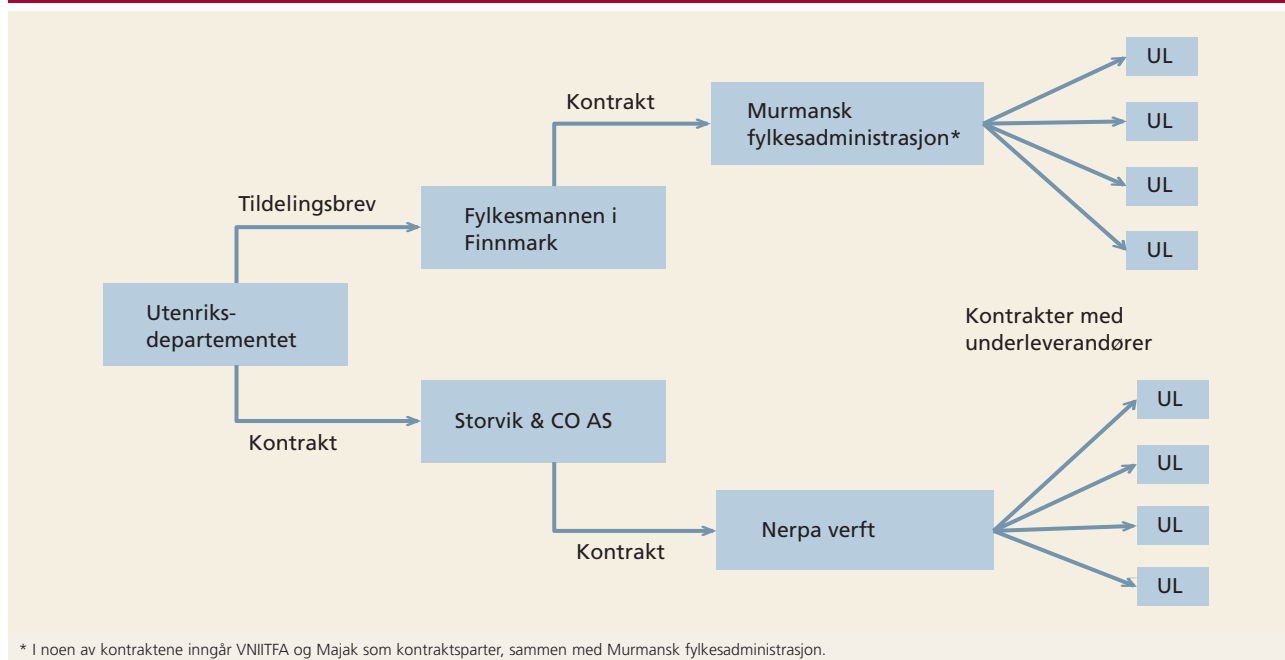 UL
Kontrakt
Murmansk
fylkesadministrasjon*
UL
UL
UL
Tildelingsbrev
Fylkesmannen i
Finnmark
Utenriks-
departementet
Kontrakter med
underleverandører
Storvik & CO AS
Kontrakt
UL
UL
Nerpa verft
Kontrakt
UL
UL
* I noen av kontraktene inngår VNIITFA og Majak som kontraktsparter, sammen med Murmansk fylkesadministrasjon.